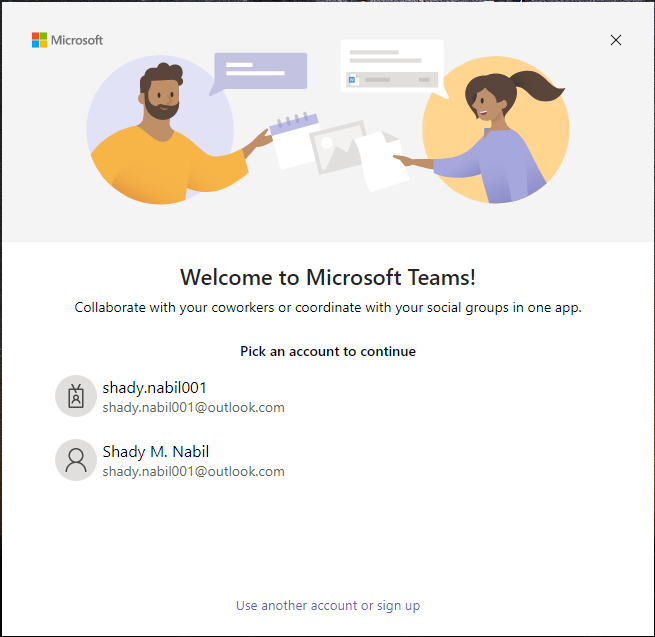 Microsoft
Welcome to Microsoft Teams!
Collaborate with your coworkers or coordinate with your social groups in one app.
Pick an account to continue
shady.nabil001
shady.nabil001@outlook.com
Shady M. Nabil
shady.nabil001@outlook.com
Use another account or sign up